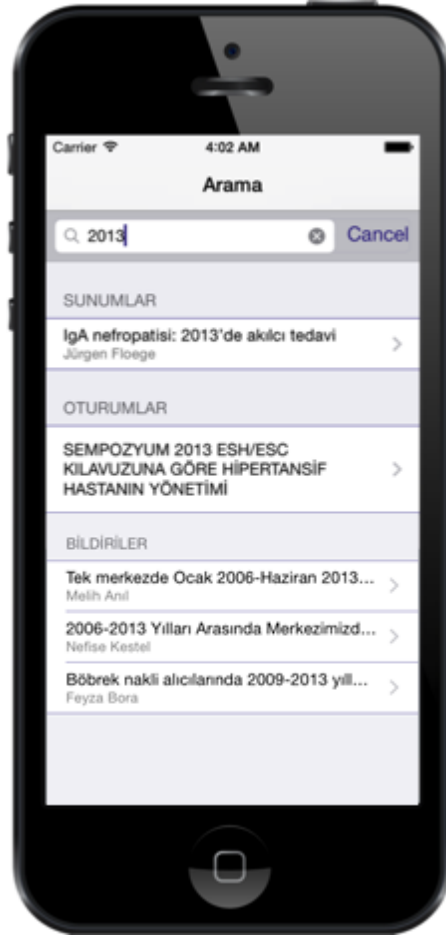 Carrier 4:02 AM
Arama
2013 Cancel
SUNUMLAR
IgA nefropatisi: 2013'de akılcı tedavi
Jürgen Floege
OTURUMLAR
SEMPOZYUM 2013 ESH/ESC
KILAVUZUNA GÖRE HİPERTANSİF
HASTANIN YÖNETİMİ
BİLDİRİLER
Tek merkezde Ocak 2006-Haziran 2013...
Melih Anıl
2006-2013 Yılları Arasında Merkezimizd...
Nefise Kestel
Böbrek nakli alıcılarında 2009-2013 yıll...
Feyza Bora